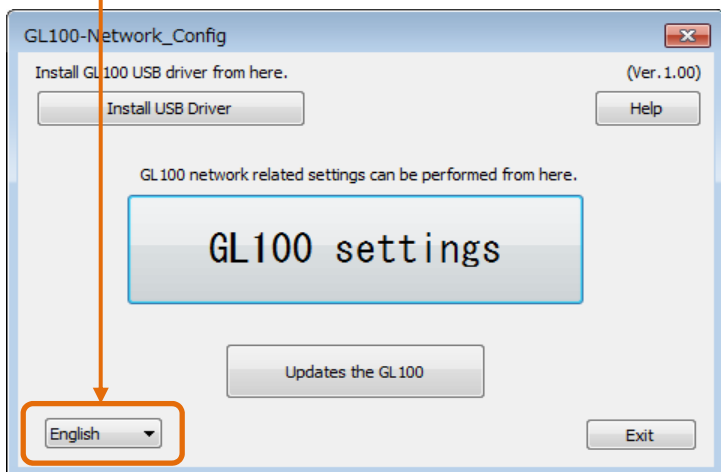 GL100-Network_Config
Install GL100 USB driver from here.
(Ver.1.00)
Install USB Driver
Help
GL100 network related settings can be performed from here.
GL100 settings
Updates the GL100
English
Exit